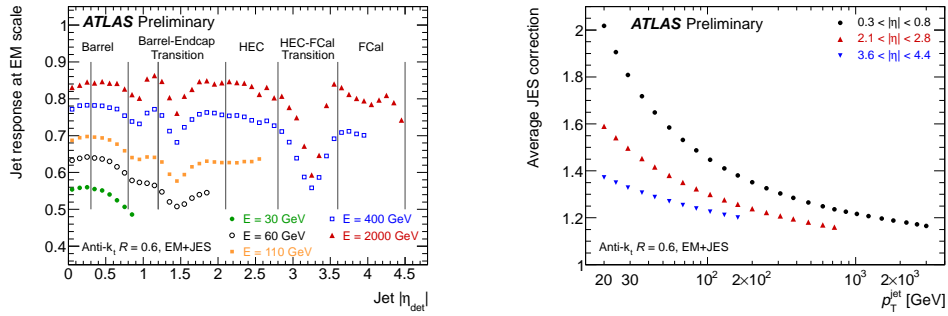 Jet response at EM scale
1
0.9
0.8
0.7
0.6
0.5
0.4
ATLAS Preliminary
Barrel
Barrel-Endcap
Transition
HEC
HEC-FCal
Transition
FCal
E = 30 GeV
E = 60 GeV
E = 110 GeV
E = 400 GeV
E = 2000 GeV
Anti-kₜ R = 0.6, EM+JES
0 0.5 1 1.5 2 2.5 3 3.5 4 4.5
Jet |η_det|
Average JES correction
2
1.8
1.6
1.4
1.2
1
ATLAS Preliminary
0.3 < |η| < 0.8
2.1 < |η| < 2.8
3.6 < |η| < 4.4
Anti-kₜ R = 0.6, EM+JES
20 30 10² 2×10² 10³ 2×10³
p_T^jet [GeV]